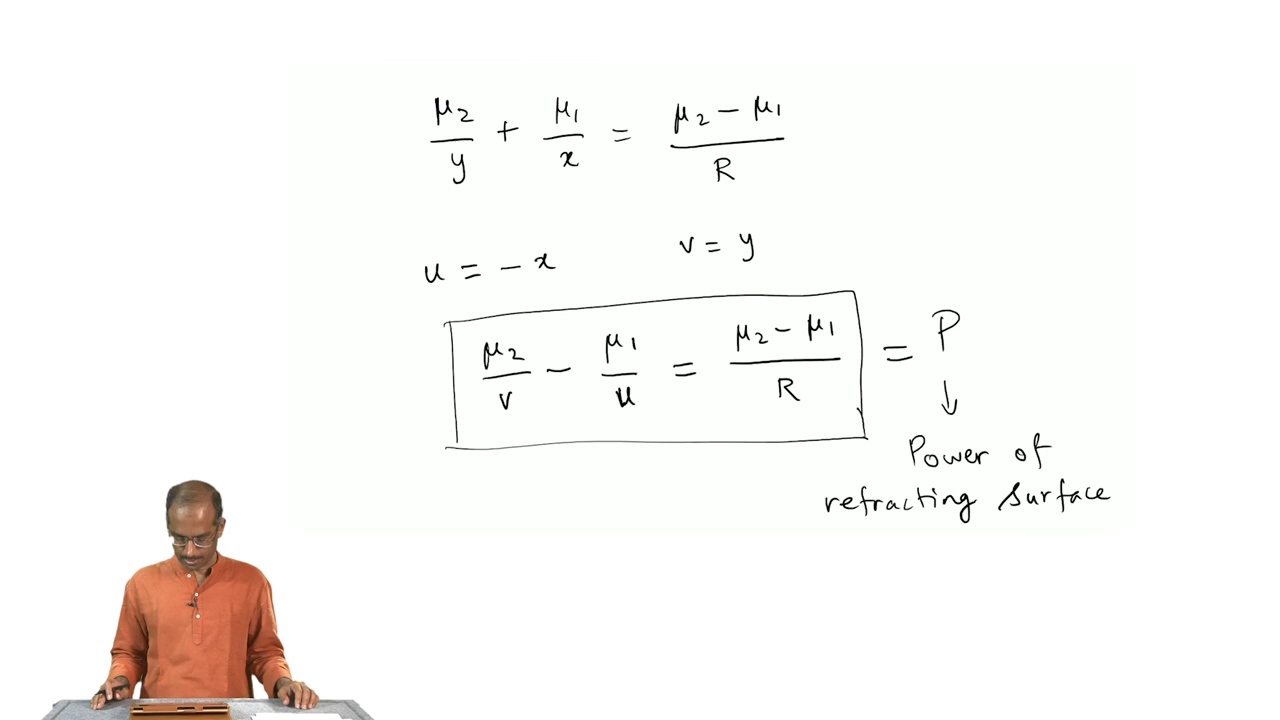 μ₂/y + μ₁/x = (μ₂ − μ₁)/R
u = − x
v = y
μ₂/v − μ₁/u = (μ₂ − μ₁)/R = P
↓
Power of
refracting surface